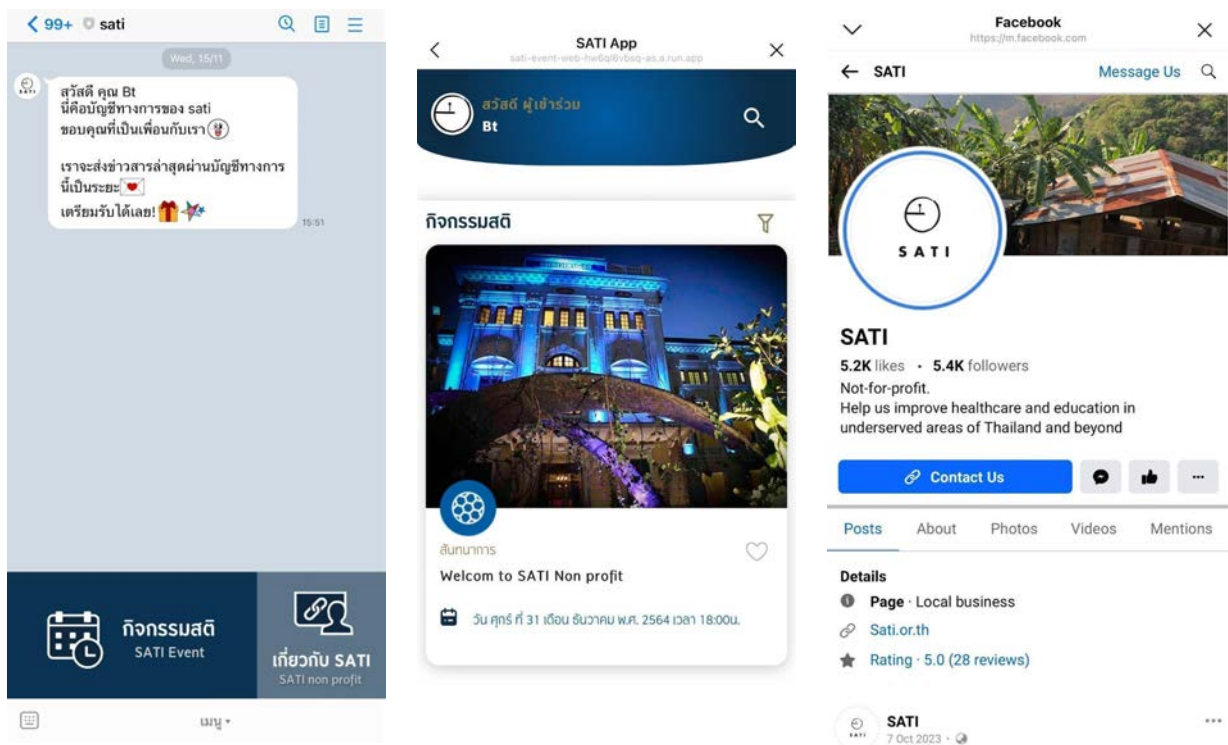 99+ sati
Wed, 15/11
สวัสดี คุณ Bt
นี่คือบัญชีทางการของ sati
ขอบคุณที่เป็นเพื่อนกับเรา
เราจะส่งข่าวสารล่าสุดผ่านบัญชีทางการ
นี้เป็นระยะ
เตรียมรับได้เลย!
15:51
กิจกรรมสติ
SATI Event
เกี่ยวกับ SATI
SATI non profit
เมนู
SATI App
สวัสดี ผู้เข้าร่วม
Bt
กิจกรรมสติ
สันทนาการ
Welcom to SATI Non profit
วัน ศุกร์ ที่ 31 เดือน ธันวาคม พ.ศ. 2564 เวลา 18:00น.
Facebook
https://m.facebook.com
SATI
Message Us
SATI
SATI
5.2K likes · 5.4K followers
Not-for-profit.
Help us improve healthcare and education in
underserved areas of Thailand and beyond
Contact Us
Posts About Photos Videos Mentions
Details
Page · Local business
Sati.or.th
Rating · 5.0 (28 reviews)
SATI
7 Oct 2023